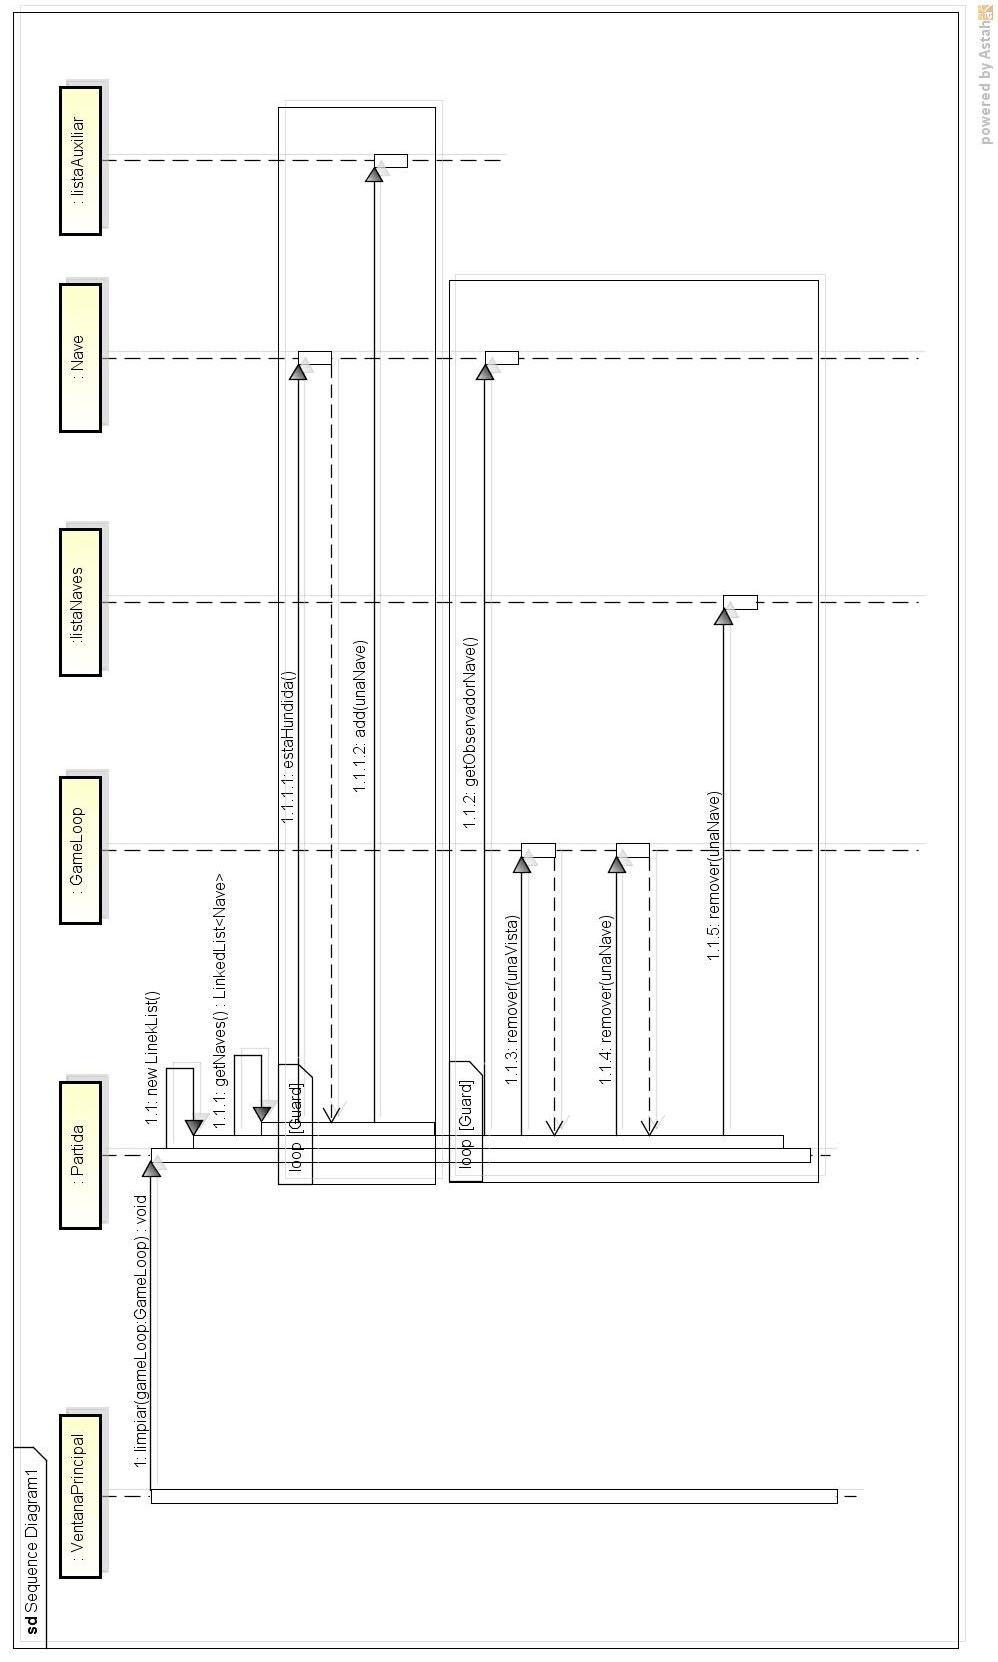 sd Sequence Diagram1
: VentanaPrincipal
: Partida
: GameLoop
:listaNaves
: Nave
: listaAuxiliar
1: limpiar(gameLoop:GameLoop) : void
1.1: new LinekList()
1.1.1: getNaves() : LinkedList<Nave>
loop [Guard]
1.1.1.1: estaHundida()
1.1.1.2: add(unaNave)
loop [Guard]
1.1.2: getObservadorNave()
1.1.3: remover(unaVista)
1.1.4: remover(unaNave)
1.1.5: remover(unaNave)
powered by Astah